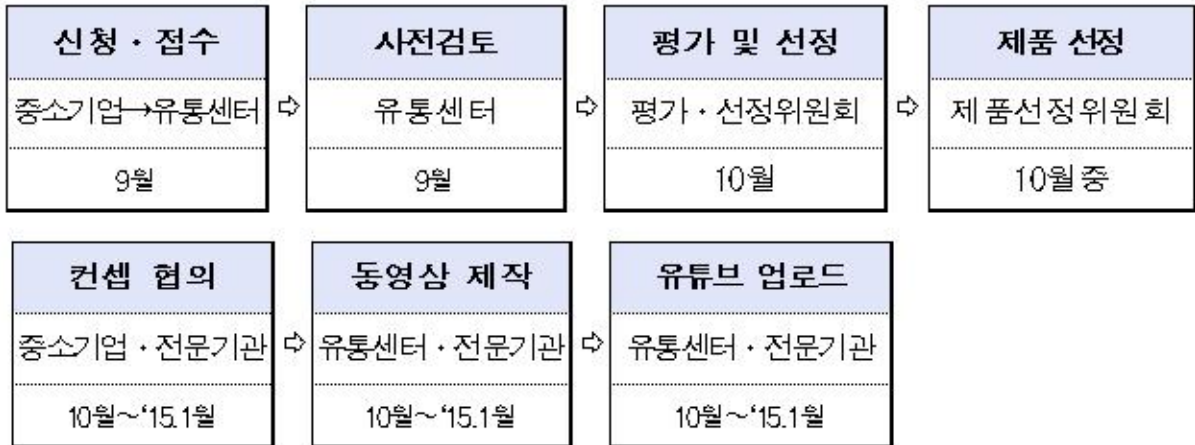 신청·접수
중소기업→유통센터
9월
⇨
사전검토
유통센터
9월
⇨
평가 및 선정
평가·선정위원회
10월
⇨
제품 선정
제품선정위원회
10월 중
컨셉 협의
중소기업·전문기관
10월~‘15.1월
⇨
동영상 제작
유통센터·전문기관
10월~‘15.1월
⇨
유튜브 업로드
유통센터·전문기관
10월~‘15.1월